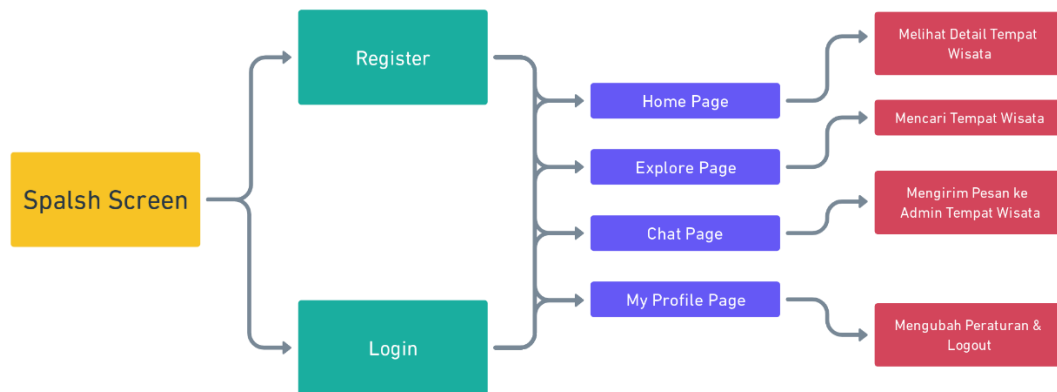 Spalsh Screen
Register
Login
Home Page
Explore Page
Chat Page
My Profile Page
Melihat Detail Tempat
Wisata
Mencari Tempat Wisata
Mengirim Pesan ke
Admin Tempat Wisata
Mengubah Peraturan &
Logout